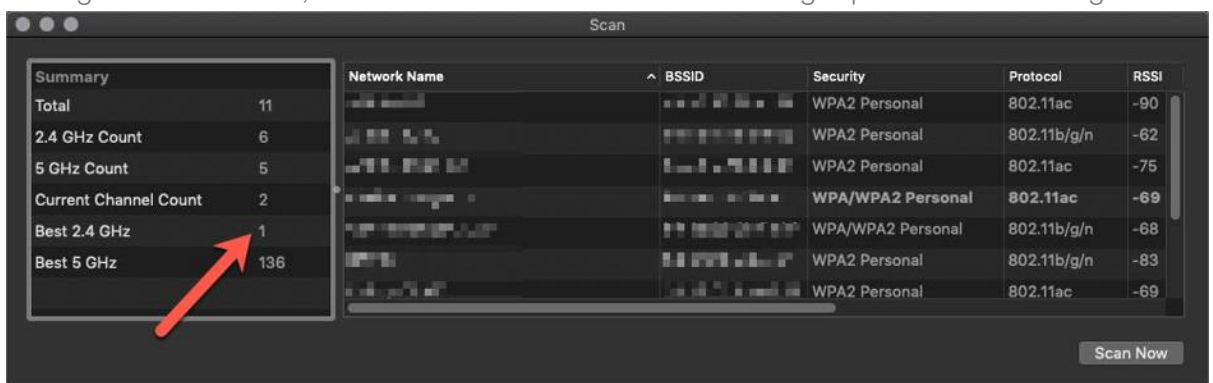 Scan
Summary
Total 11
2.4 GHz Count 6
5 GHz Count 5
Current Channel Count 2
Best 2.4 GHz 1
Best 5 GHz 136
Network Name BSSID Security Protocol RSSI
WPA2 Personal 802.11ac -90
WPA2 Personal 802.11b/g/n -62
WPA2 Personal 802.11ac -75
WPA/WPA2 Personal 802.11ac -69
WPA/WPA2 Personal 802.11b/g/n -68
WPA2 Personal 802.11b/g/n -83
WPA2 Personal 802.11ac -69
Scan Now